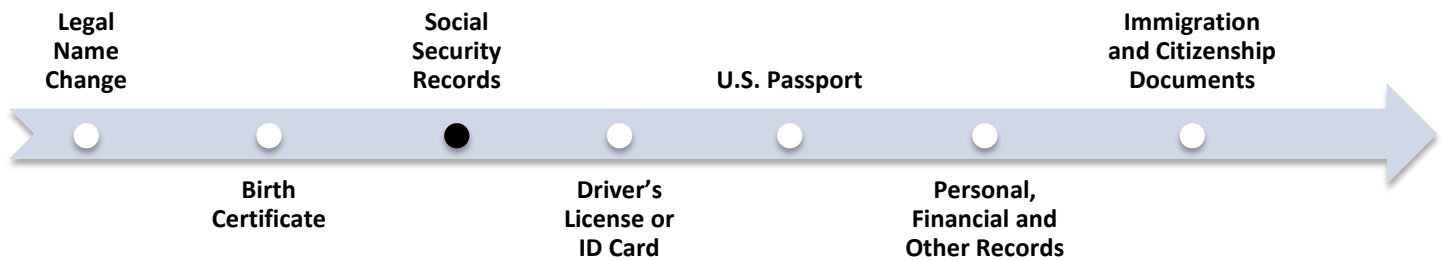 Legal
Name
Change
Birth
Certificate
Social
Security
Records
Driver’s
License or
ID Card
U.S. Passport
Personal,
Financial and
Other Records
Immigration
and Citizenship
Documents